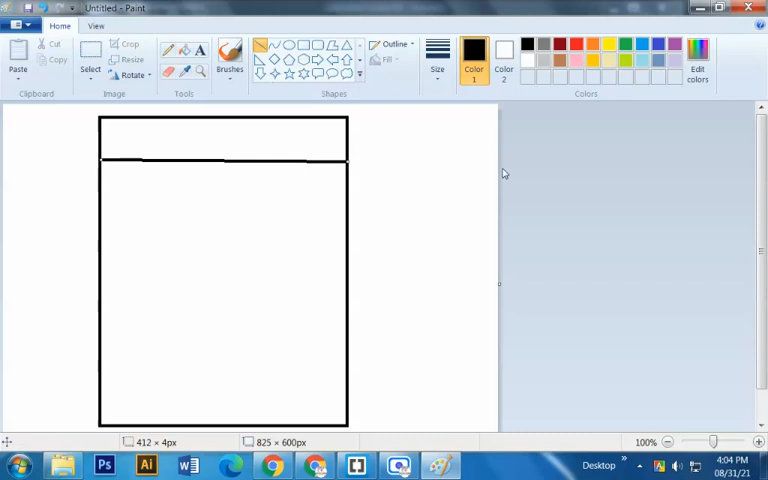 Untitled - Paint
Home View
Paste
Cut
Copy
Clipboard
Select
Crop
Resize
Rotate
Image
Tools
Brushes
Shapes
Outline
Fill
Size
Color 1
Color 2
Colors
Edit colors
412 × 4px
825 × 600px
100%
Ps
Ai
W
Desktop
»
4:04 PM
08/31/21